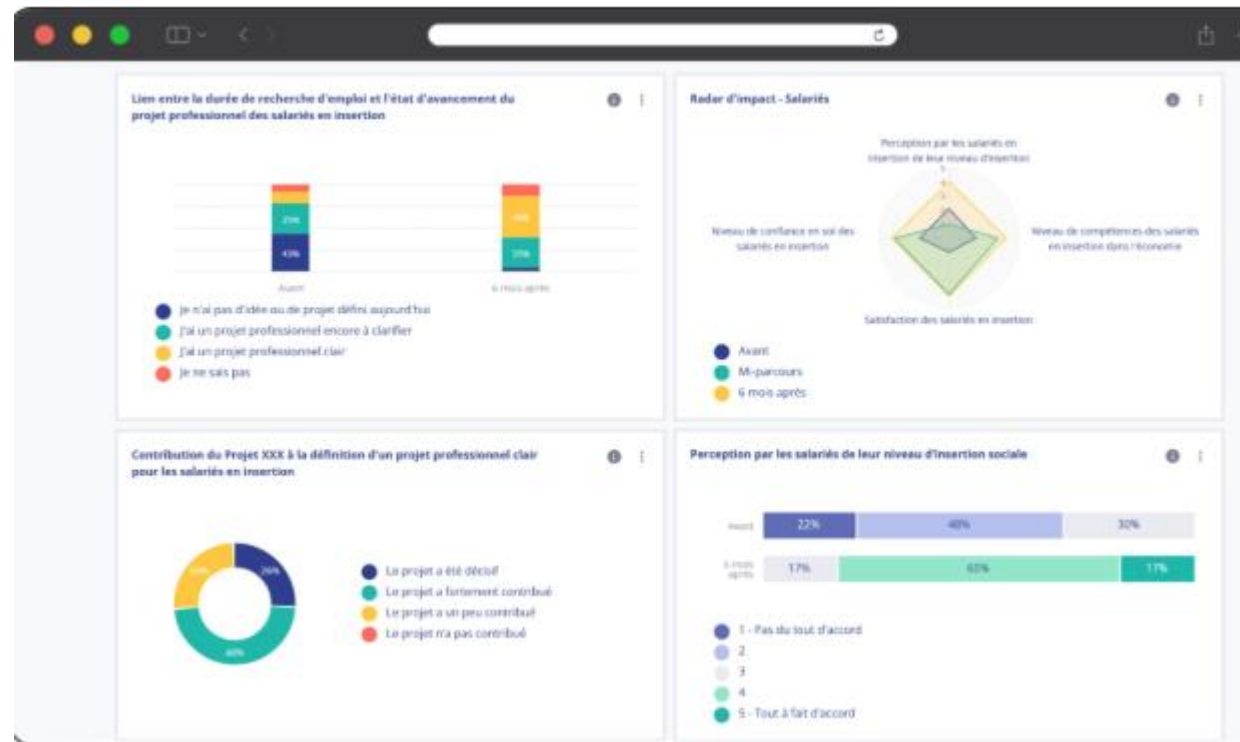 Lien entre la durée de recherche d'emploi et l'état d'avancement du
projet professionnel des salariés en insertion
43%
Avant
6 mois après
Je n'ai pas d'idée ou de projet défini aujourd'hui
J'ai un projet professionnel encore à clarifier
J'ai un projet professionnel clair
Je ne sais pas
Radar d'impact - Salariés
Perception par les salariés en
insertion de leur niveau d'insertion
Niveau de confiance en soi des
salariés en insertion
Niveau de compétences des salariés
en insertion dans l'économie
Satisfaction des salariés en insertion
Avant
Mi-parcours
6 mois après
Contribution du Projet XXX à la définition d'un projet professionnel clair
pour les salariés en insertion
26%
Le projet a été décisif
Le projet a fortement contribué
Le projet a un peu contribué
Le projet n'a pas contribué
Perception par les salariés de leur niveau d'insertion sociale
Avant
22%
30%
6 mois
après
17%
17%
1 - Pas du tout d'accord
2
3
4
5 - Tout à fait d'accord